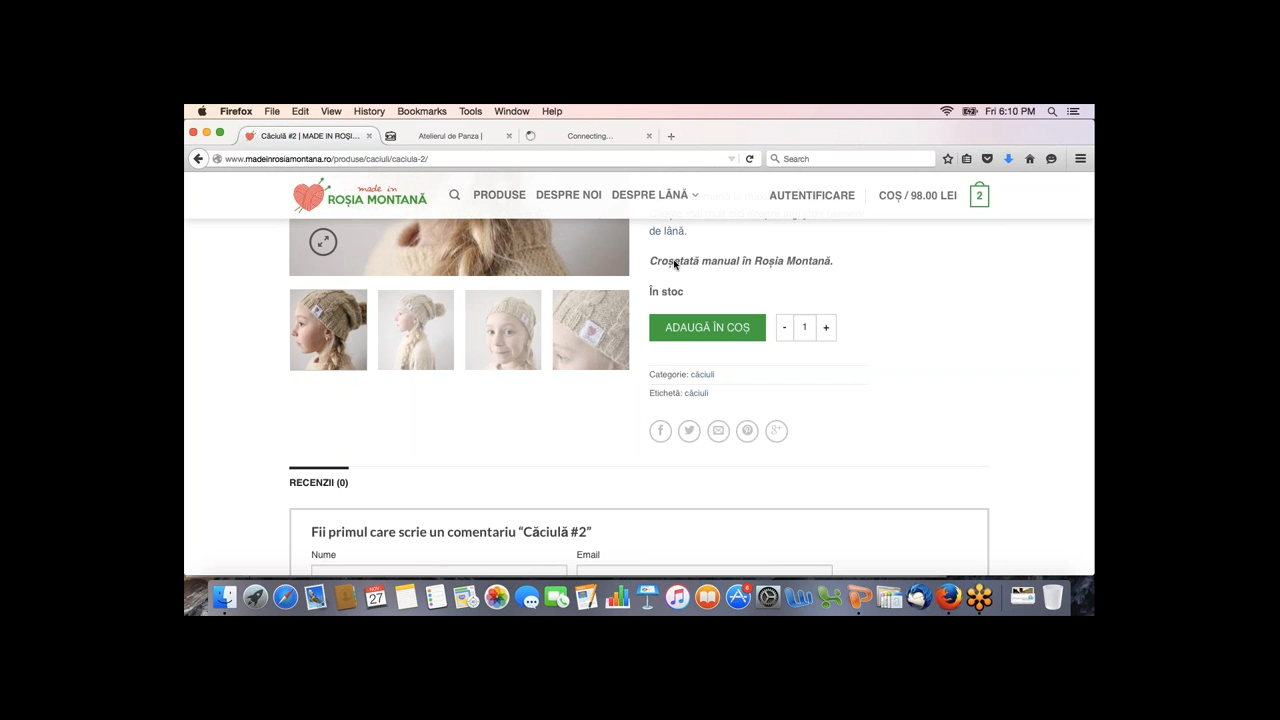 Firefox File Edit View History Bookmarks Tools Window Help Fri 6:10 PM
Căciulă #2 | MADE IN ROȘI... Atelierul de Panza | Connecting...
www.madeinrosiamontana.ro/produse/caciuli/caciula-2/ Search
made in
ROȘIA MONTANĂ
PRODUSE DESPRE NOI DESPRE LÂNĂ AUTENTIFICARE COȘ / 98.00 LEI 2
de lână.
Croșetată manual în Roșia Montană.
În stoc
ADAUGĂ ÎN COȘ - 1 +
Categorie: căciuli
Etichetă: căciuli
RECENZII (0)
Fii primul care scrie un comentariu “Căciulă #2”
Nume Email
NOV
27